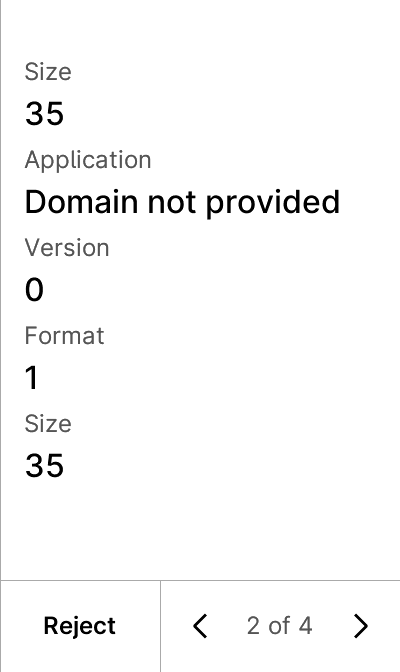 Size
35
Application
Domain not provided
Version
0
Format
1
Size
35
Reject
2 of 4